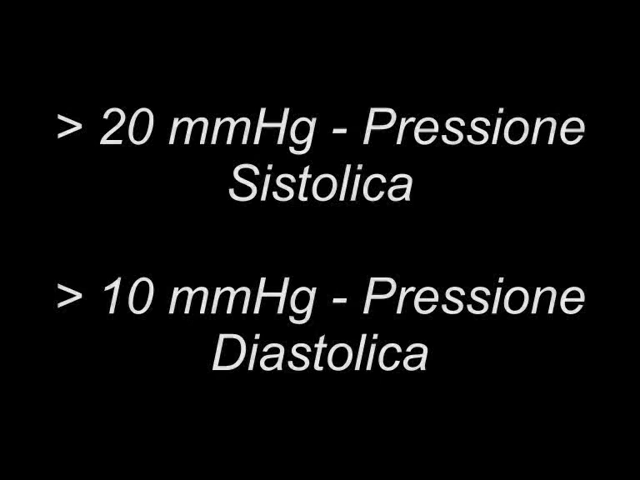 > 20 mmHg - Pressione
Sistolica
> 10 mmHg - Pressione
Diastolica